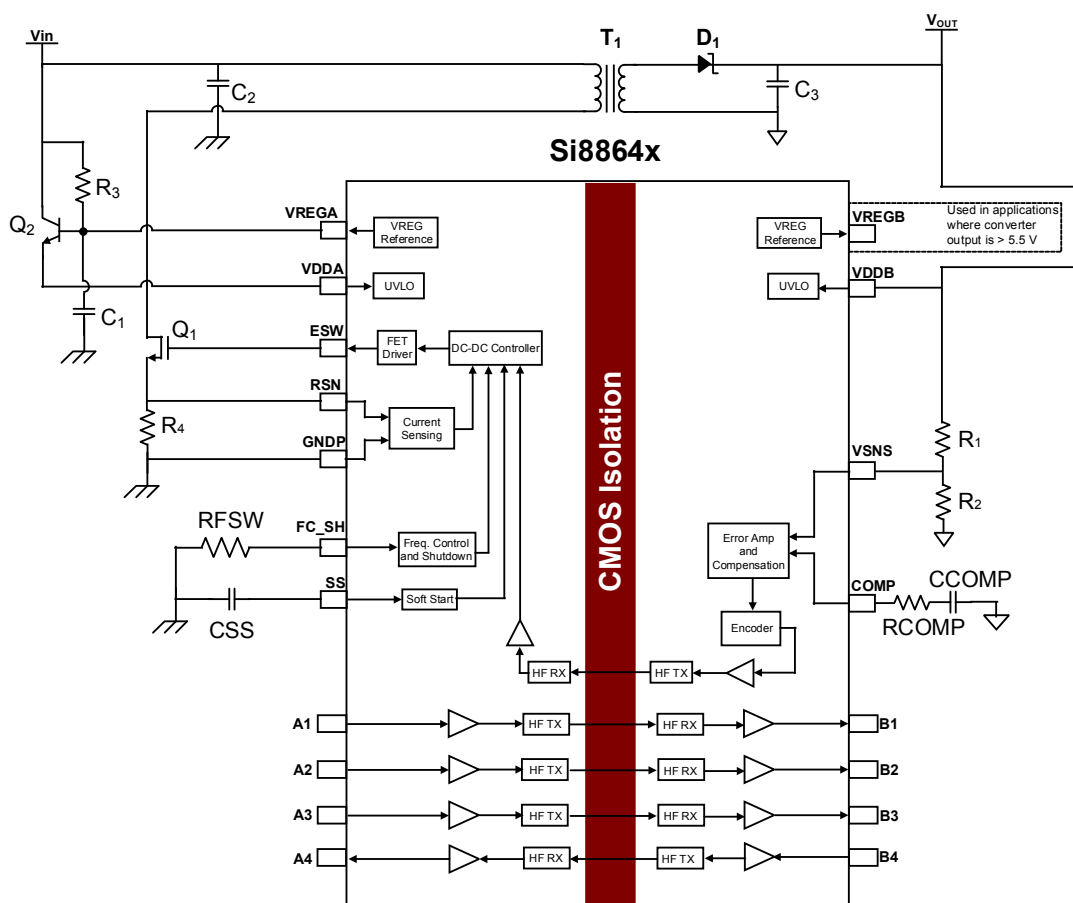 Vin
T1
D1
VOUT
C2
C3
Si8864x
R3
Q2
VREGA
VREG
Reference
VREG
Reference
VREGB
Used in applications
where converter
output is > 5.5 V
VDDA
UVLO
UVLO
VDDB
C1
Q1
ESW
FET
Driver
DC-DC Controller
RSN
R4
Current
Sensing
GNDP
CMOS Isolation
R1
VSNS
R2
RFSW
FC_SH
Freq. Control
and Shutdown
Error Amp
and
Compensation
SS
Soft Start
CSS
COMP
CCOMP
RCOMP
Encoder
HF RX
HF TX
A1
HF TX
HF RX
B1
A2
HF TX
HF RX
B2
A3
HF TX
HF RX
B3
A4
HF RX
HF TX
B4